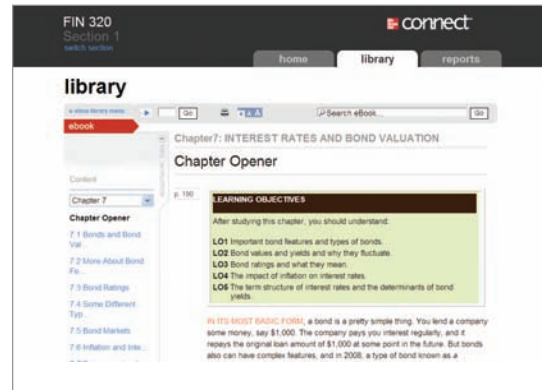 FIN 320
Section 1
switch section
connect
home library reports
library
Go
Search eBook...
Go
ebook
Chapter7: INTEREST RATES AND BOND VALUATION
Chapter Opener
Content
Chapter 7
Chapter Opener
7.1 Bonds and Bond
Val...
7.2 More About Bond
Fe...
7.3 Bond Ratings
7.4 Some Different
Typ...
7.5 Bond Markets
7.6 Inflation and Inte...
p. 190
LEARNING OBJECTIVES
After studying this chapter, you should understand:
LO1 Important bond features and types of bonds.
LO2 Bond values and yields and why they fluctuate.
LO3 Bond ratings and what they mean.
LO4 The impact of inflation on interest rates.
LO5 The term structure of interest rates and the determinants of bond
yields.
IN ITS MOST BASIC FORM, a bond is a pretty simple thing. You lend a company
some money, say $1,000. The company pays you interest regularly, and it
repays the original loan amount of $1,000 at some point in the future. But bonds
also can have complex features, and in 2008, a type of bond known as a